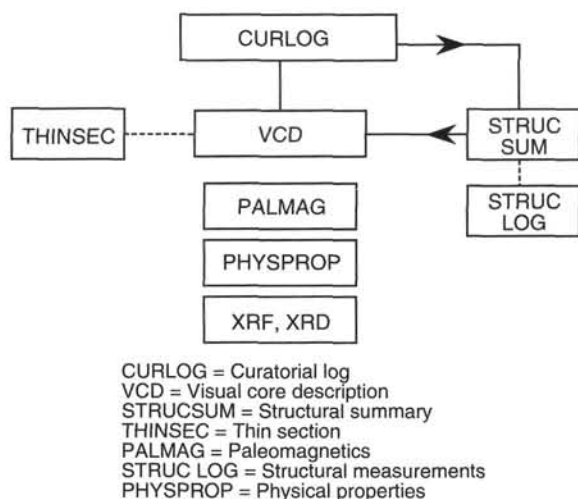 CURLOG
THINSEC
VCD
STRUC
SUM
PALMAG
STRUC
LOG
PHYSPROP
XRF, XRD
CURLOG = Curatorial log
VCD = Visual core description
STRUCSUM = Structural summary
THINSEC = Thin section
PALMAG = Paleomagnetics
STRUC LOG = Structural measurements
PHYSPROP = Physical properties